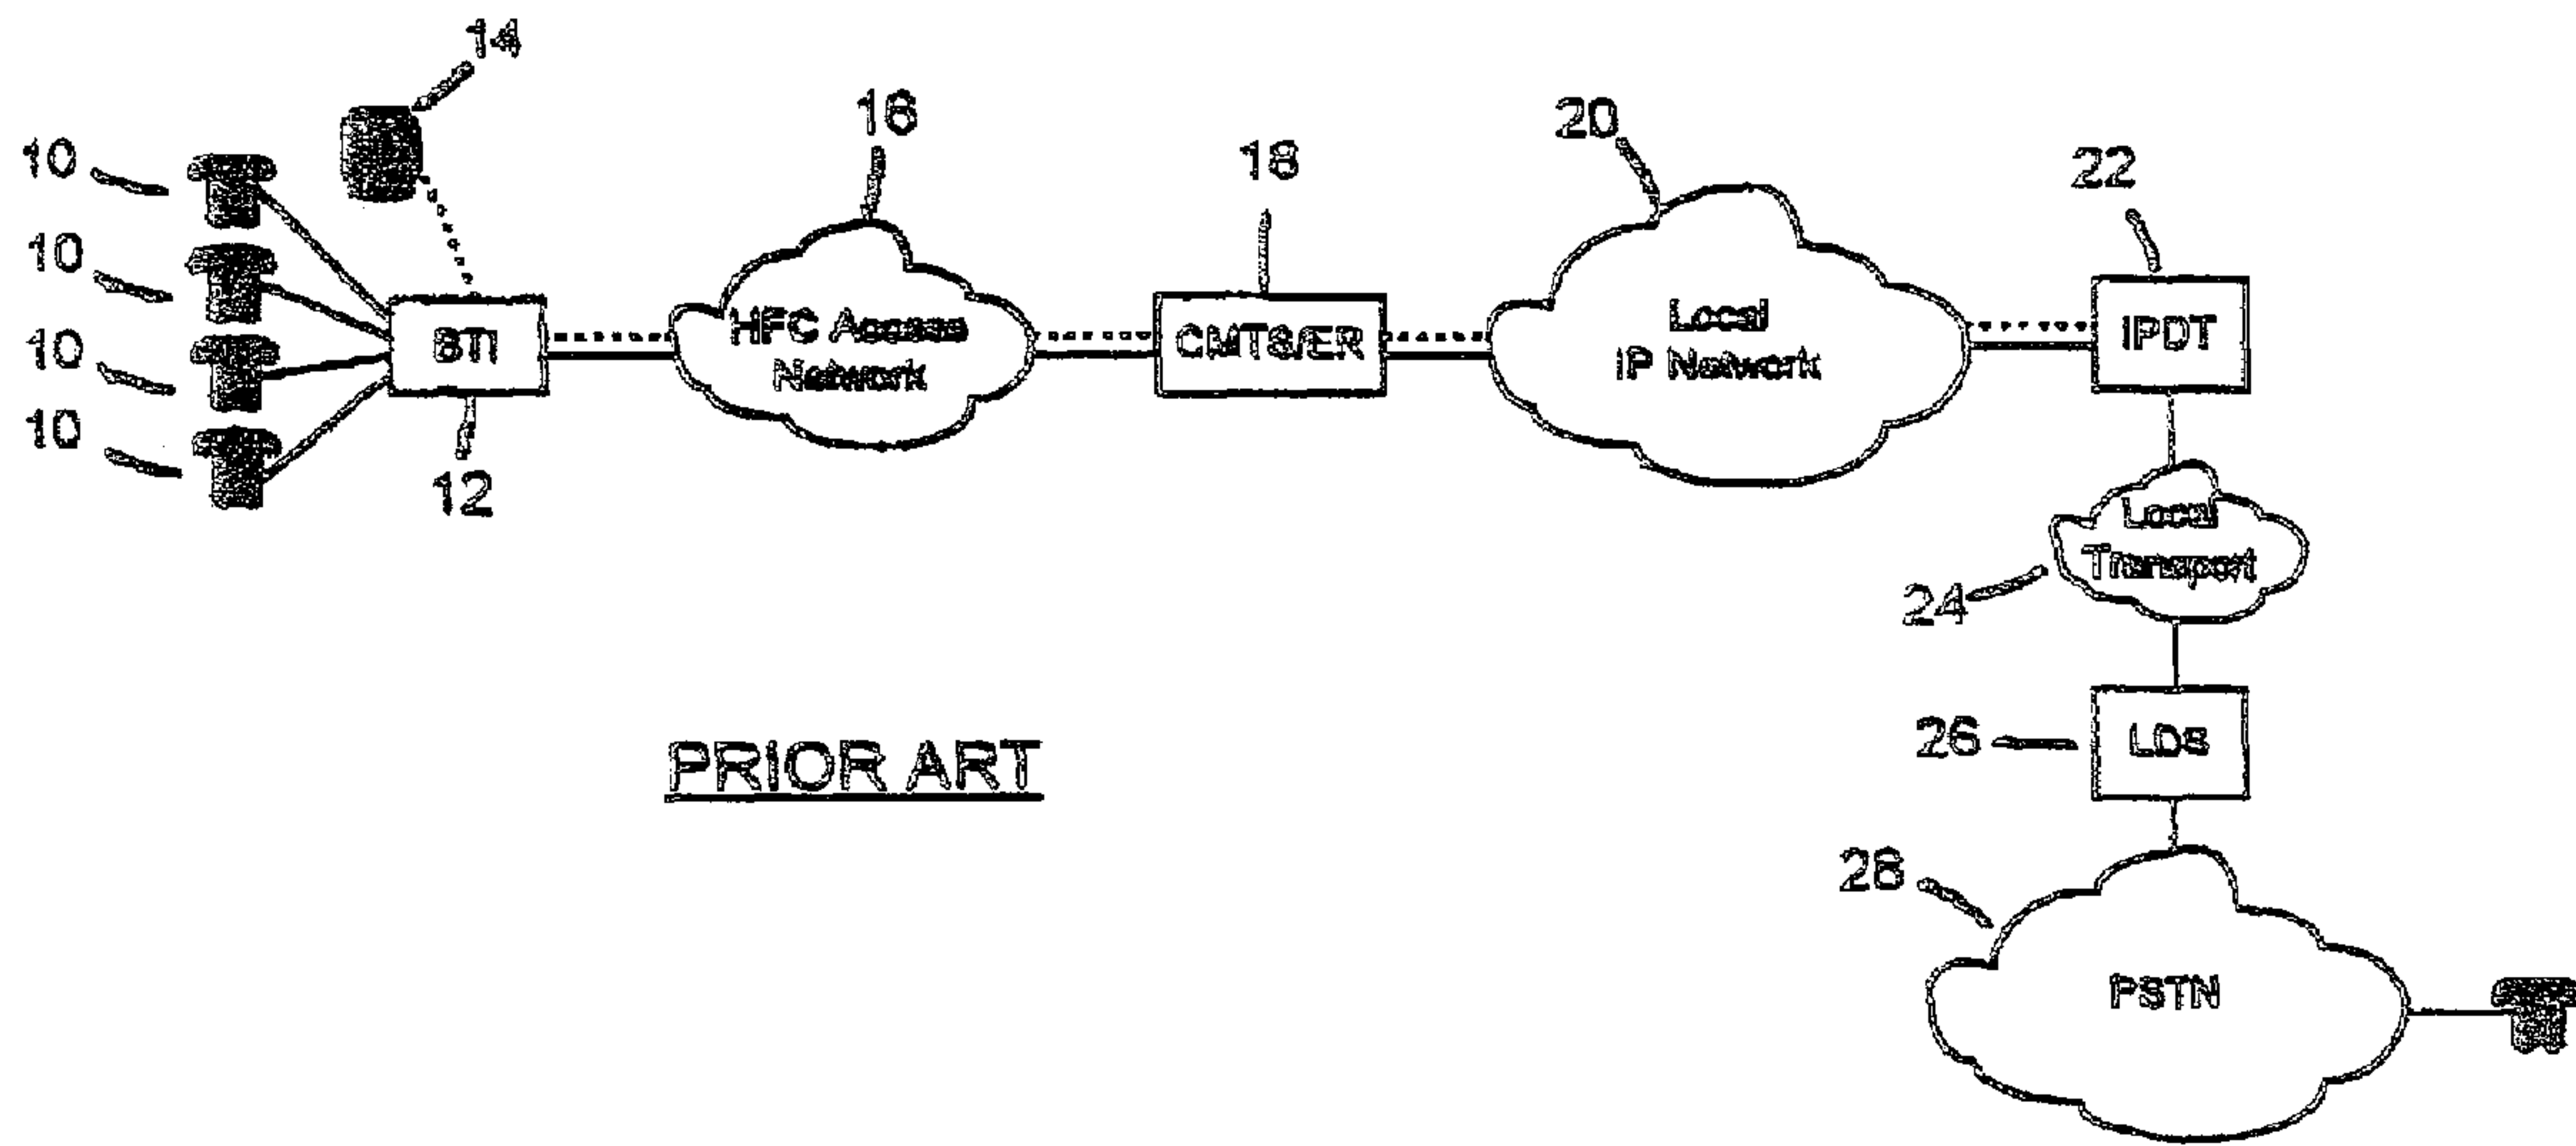 14
10
16
20
18
22
10
BTI
HFC Access
Network
CMTS/ER
Local
IP Network
IPDT
10
10
12
Local
Transport
24
PRIOR ART
26
LDS
28
PSTN